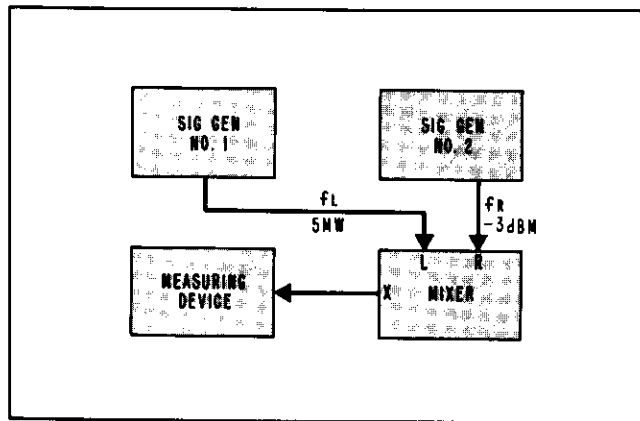 SIG GEN
NO. 1
SIG GEN
NO. 2
fL
5MW
fR
-3dBM
MEASURING
DEVICE
L R
X MIXER